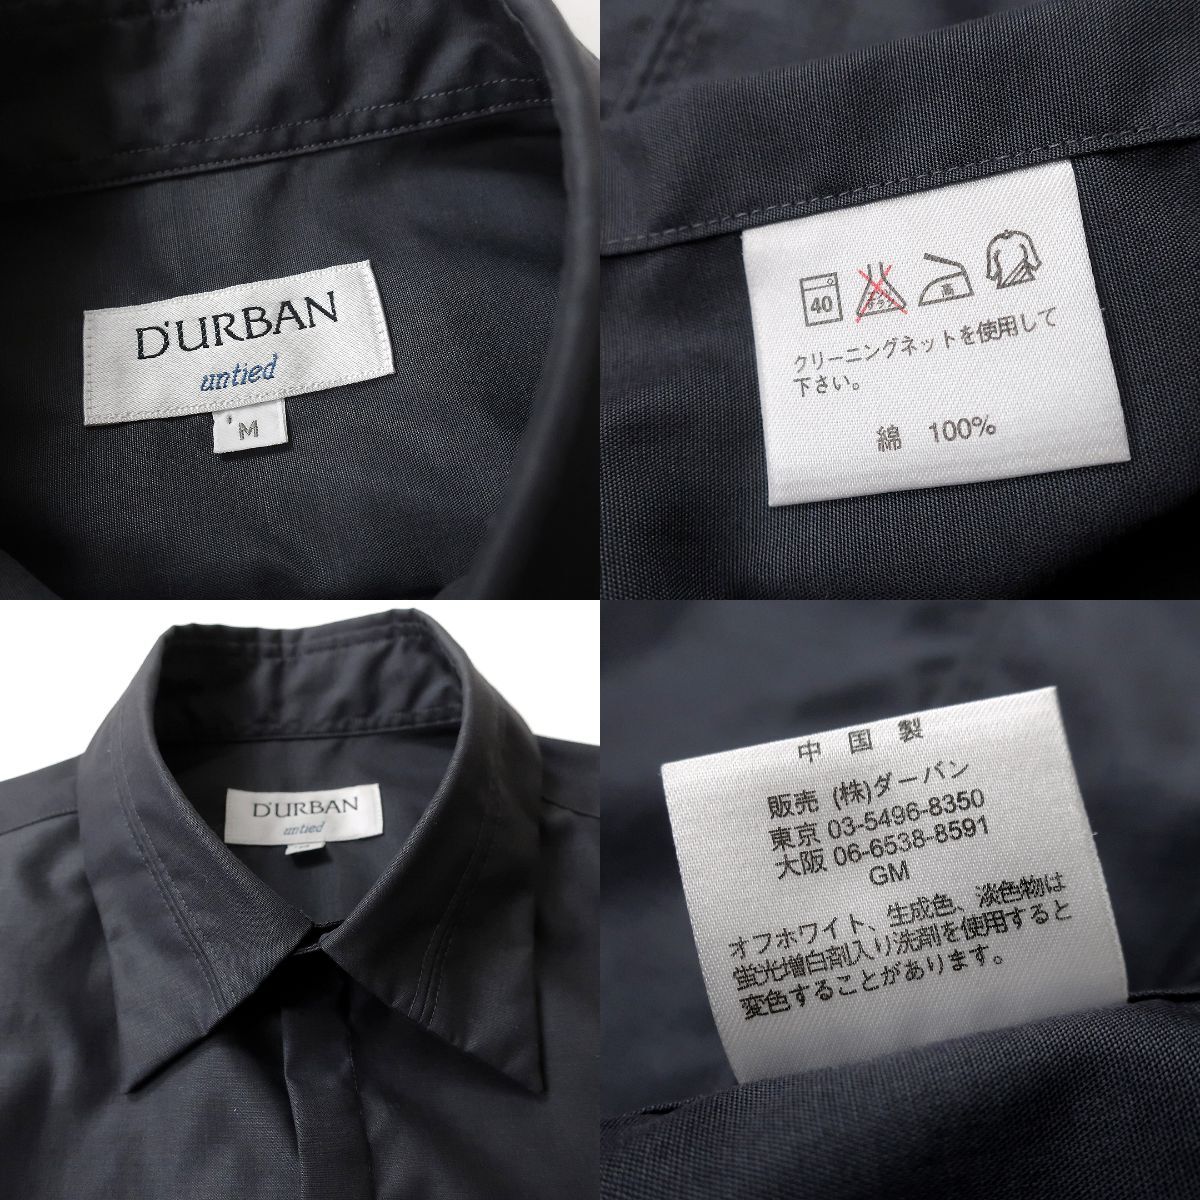 D'URBAN
untied
M
40
高
クリーニングネットを使用して
下さい。
綿 100%
D'URBAN
untied
中国製
販売 (株)ダーバン
東京 03-5496-8350
大阪 06-6538-8591
GM
オフホワイト、生成色、淡色物は
蛍光増白剤入り洗剤を使用すると
変色することがあります。